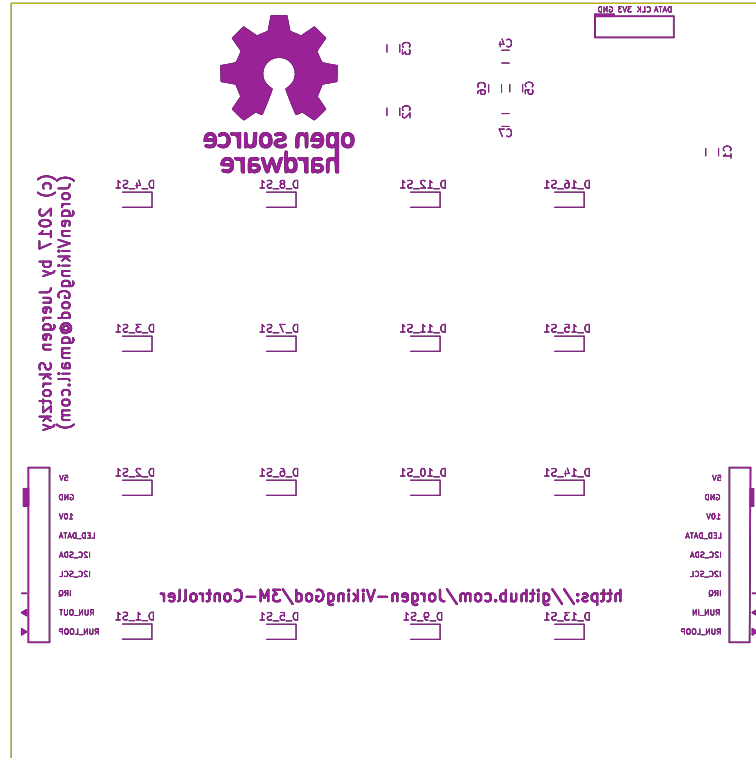 DATA CLK 3V3 GND
C3
C4
C6
C5
C2
C7
C1
open source
hardware
D_4_S1
D_8_S1
D_12_S1
D_16_S1
(c) 2017 by Juergen Skrotzky
(JorgenVikingGod@gmail.com)
D_3_S1
D_7_S1
D_11_S1
D_15_S1
D_2_S1
D_6_S1
D_10_S1
D_14_S1
5V
GND
10V
LED_DATA
I2C_SDA
I2C_SCL
IRQ
RUN_OUT
RUN_LOOP
5V
GND
10V
LED_DATA
I2C_SDA
I2C_SCL
IRQ
RUN_IN
RUN_LOOP
https://github.com/Jorgen-VikingGod/3M-Controller
D_1_S1
D_5_S1
D_9_S1
D_13_S1